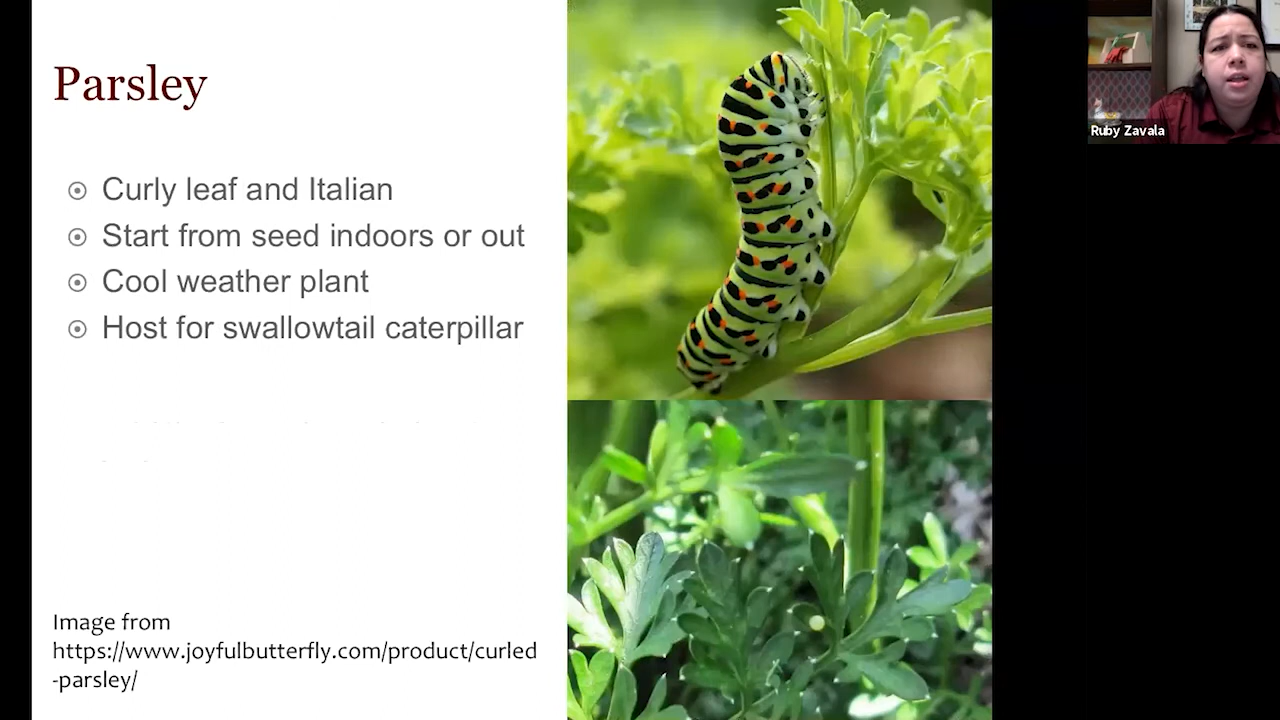 Parsley
Curly leaf and Italian
Start from seed indoors or out
Cool weather plant
Host for swallowtail caterpillar
Image from
https://www.joyfulbutterfly.com/product/curled
-parsley/
Ruby Zavala